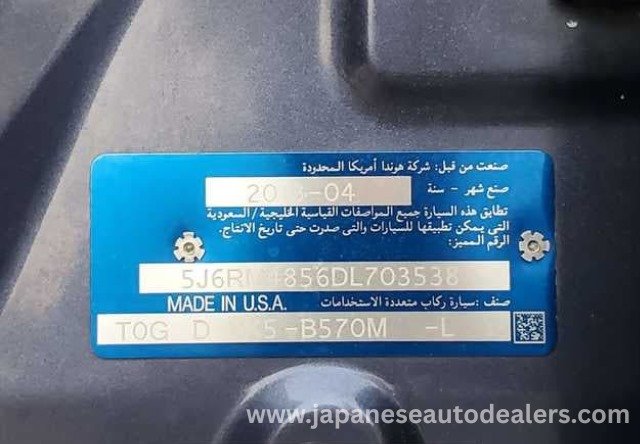 صنعت من قبل: شركة هوندا أمريكا المحدودة
صنع شهر - سنة
تطابق هذه السيارة جميع المواصفات القياسية الخليجية/السعودية
التي يمكن تطبيقها للسيارات والتي صدرت حتى تاريخ الانتاج.
الرقم المميز:
MADE IN U.S.A. صنف: سيارة ركاب متعددة الاستخدامات
T0G D 5-B570M -L
www.japaneseautodealers.com